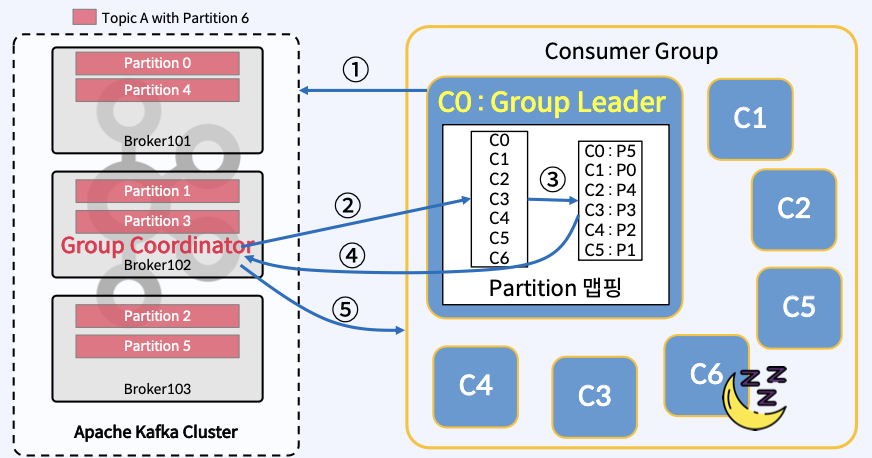 Topic A with Partition 6
Partition 0
Partition 4
Broker101
Partition 1
Partition 3
Group Coordinator
Broker102
Partition 2
Partition 5
Broker103
Apache Kafka Cluster
①
②
③
④
⑤
Consumer Group
C0 : Group Leader
C0
C1
C2
C3
C4
C5
C6
C0 : P5
C1 : P0
C2 : P4
C3 : P3
C4 : P2
C5 : P1
Partition 맵핑
C1
C2
C5
C4
C3
C6
Z
Z
Z